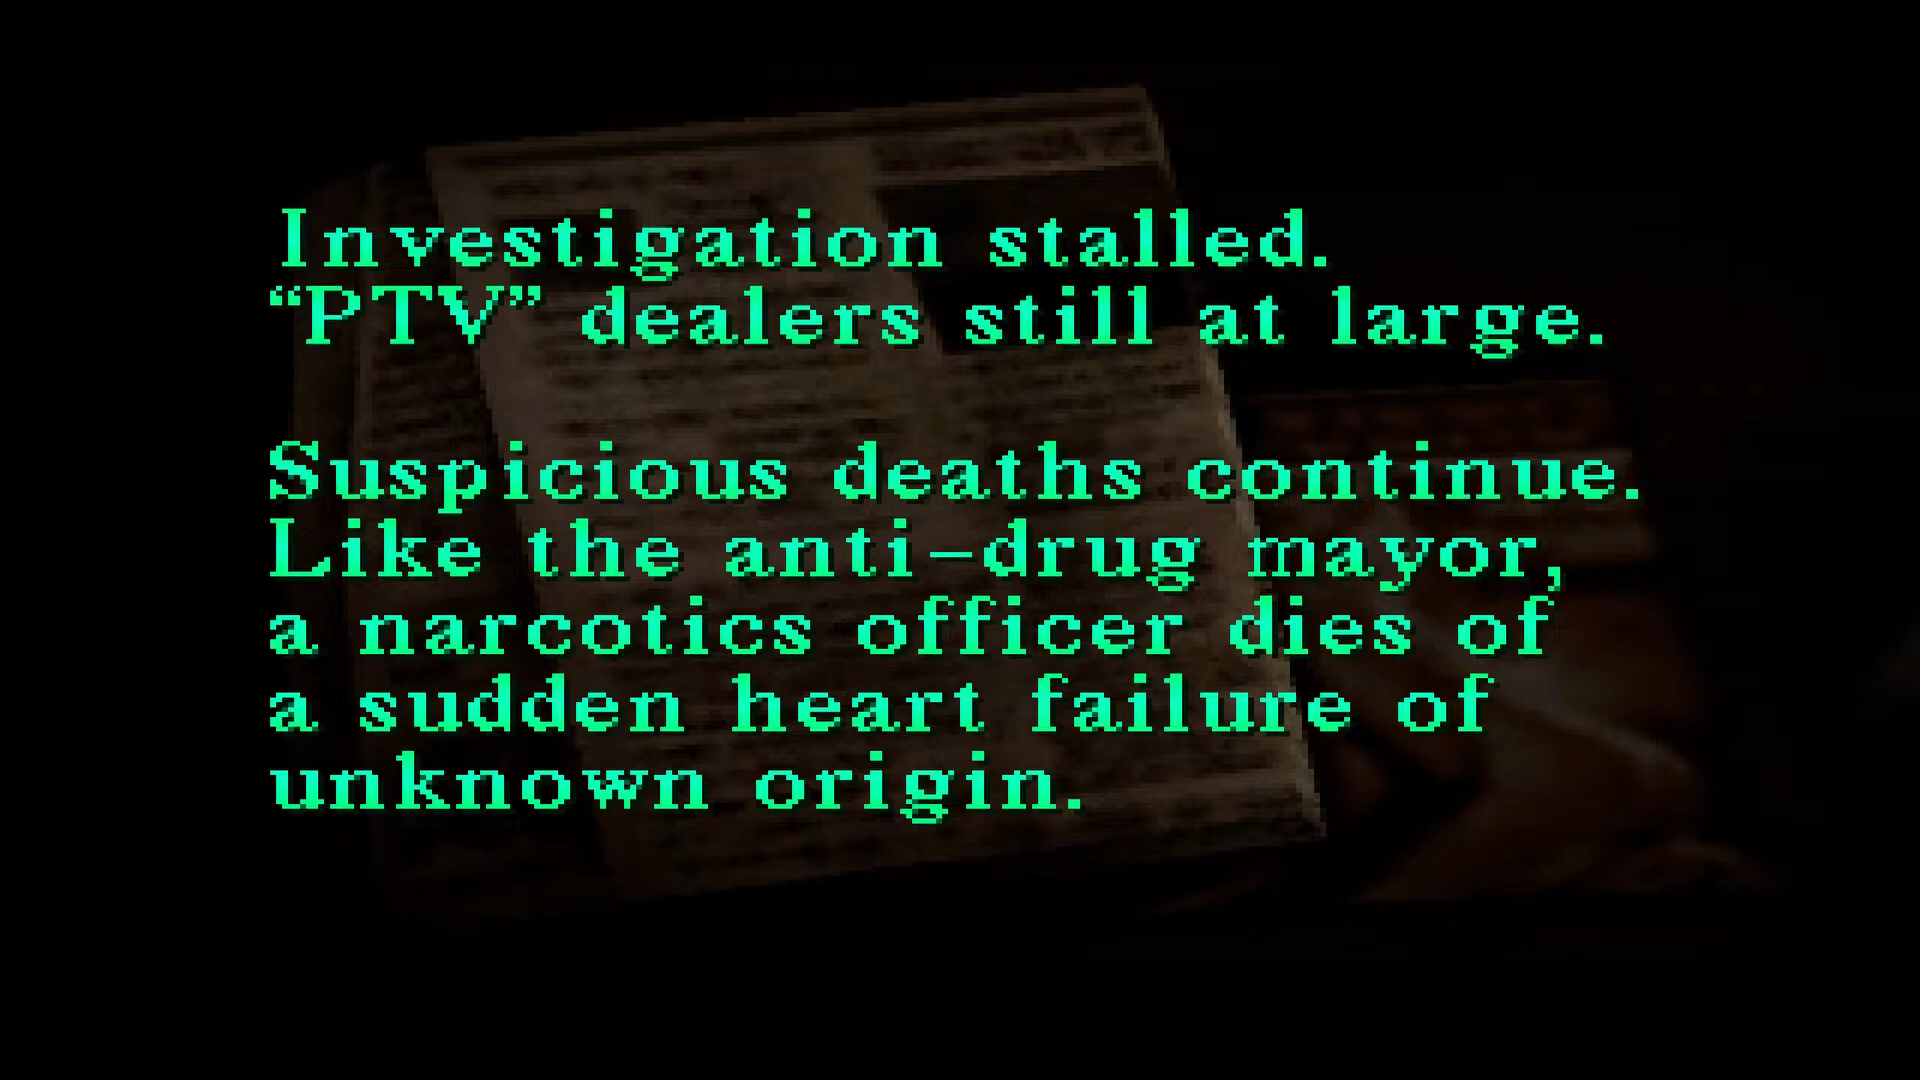 Investigation stalled.
“PTV” dealers still at large.
Suspicious deaths continue.
Like the anti-drug mayor,
a narcotics officer dies of
a sudden heart failure of
unknown origin.